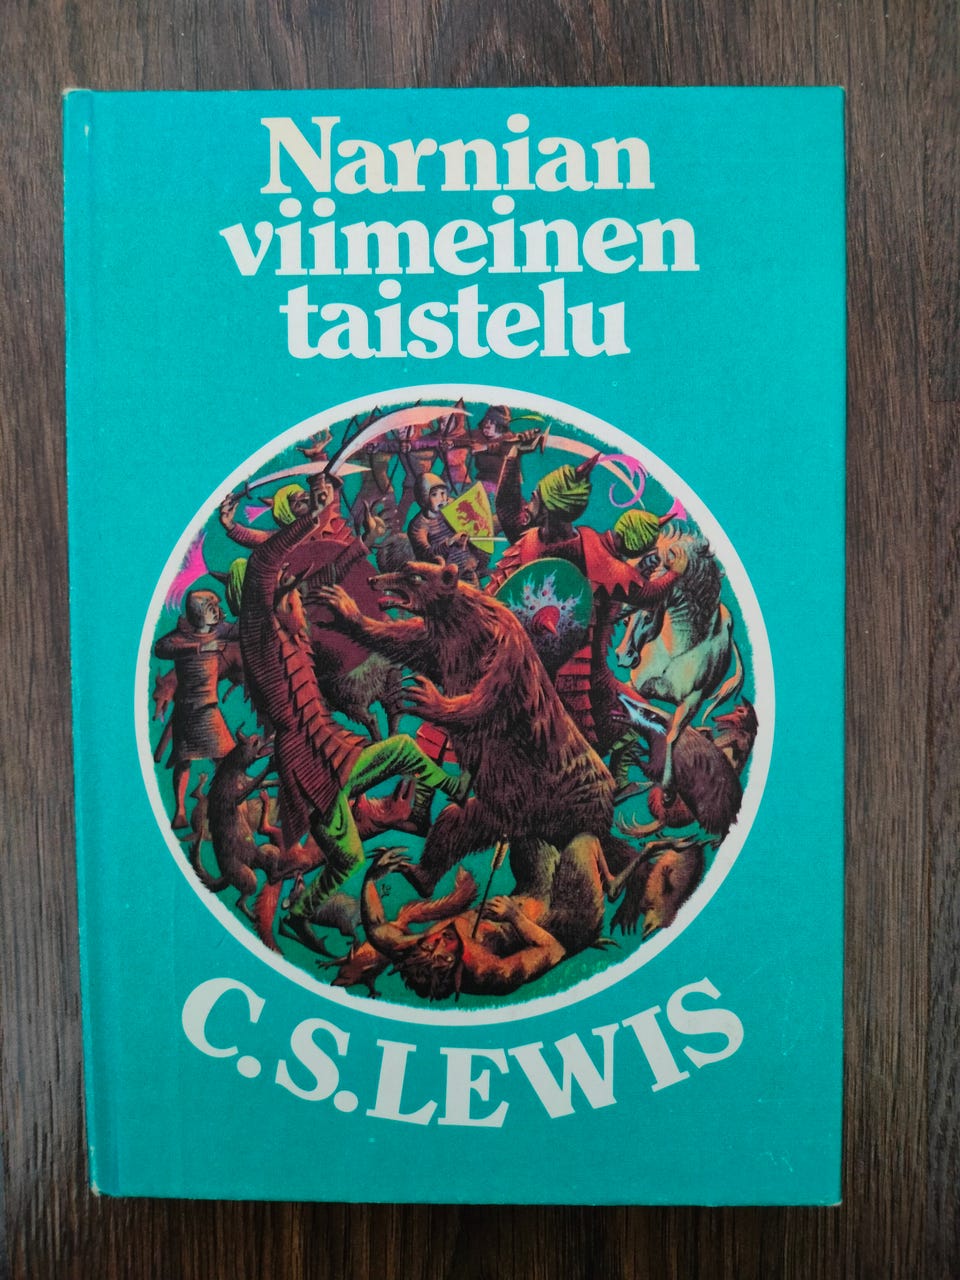 Narnian
viimeinen
taistelu
C.S. LEWIS